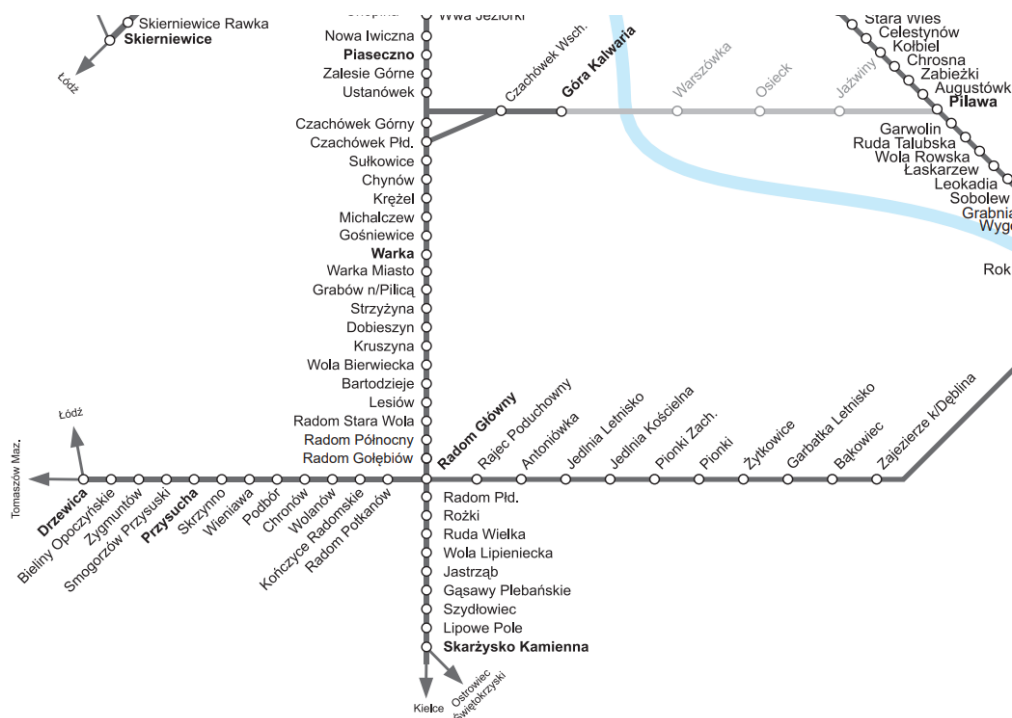 Skierniewice Rawka
Skierniewice
Łódź
Wwa Jeziorki
Nowa Iwiczna
Piaseczno
Zalesie Górne
Ustanówek
Czachówek Górny
Czachówek Płd.
Sułkowice
Chynów
Krężel
Michalczew
Gośniewice
Warka
Warka Miasto
Grabów n/Pilicą
Strzyżyna
Dobieszyn
Kruszyna
Wola Bierwiecka
Bartodzieje
Lesiów
Radom Stara Wola
Radom Północny
Radom Gołębiów
Czachówek Wsch.
Góra Kalwaria
Warszówka
Osieck
Jaźwiny
Stara Wieś
Celestynów
Kołbiel
Chrosna
Zabieżki
Augustówk
Pilawa
Garwolin
Ruda Talubska
Wola Rowska
Łaskarzew
Leokadia
Sobolew
Grabnia
Wygo
Rok
Łódź
Tomaszów Maz.
Drzewica
Bieliny Opoczyńskie
Zygmuntów
Smogorzów Przysuski
Przysucha
Skrzynno
Wieniawa
Podbór
Chronów
Wolanów
Kończyce Radomskie
Radom Potkanów
Radom Główny
Rajec Poduchowny
Antoniówka
Jedlnia Letnisko
Jedlnia Kościelna
Pionki Zach.
Pionki
Żytkowice
Garbatka Letnisko
Bąkowiec
Zajezierze k/Dęblina
Radom Płd.
Rożki
Ruda Wielka
Wola Lipieniecka
Jastrząb
Gąsawy Plebańskie
Szydłowiec
Lipowe Pole
Skarżysko Kamienna
Kielce
Ostrowiec
Świętokrzyski